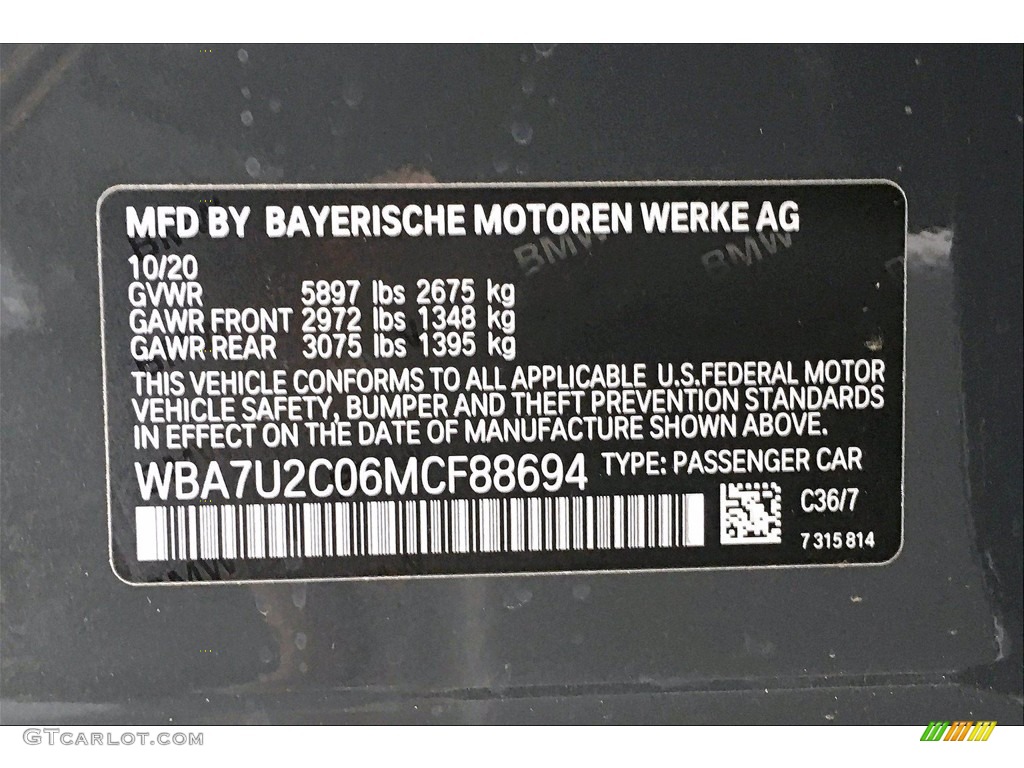 MFD BY BAYERISCHE MOTOREN WERKE AG
BMW BMW
10/20
GVWR 5897 lbs 2675 kg
GAWR FRONT 2972 lbs 1348 kg
GAWR REAR 3075 lbs 1395 kg
THIS VEHICLE CONFORMS TO ALL APPLICABLE U.S.FEDERAL MOTOR
VEHICLE SAFETY, BUMPER AND THEFT PREVENTION STANDARDS
IN EFFECT ON THE DATE OF MANUFACTURE SHOWN ABOVE.
WBA7U2C06MCF88694 TYPE: PASSENGER CAR
C36/7
7 315 814
BMW
GTCARLOT.COM